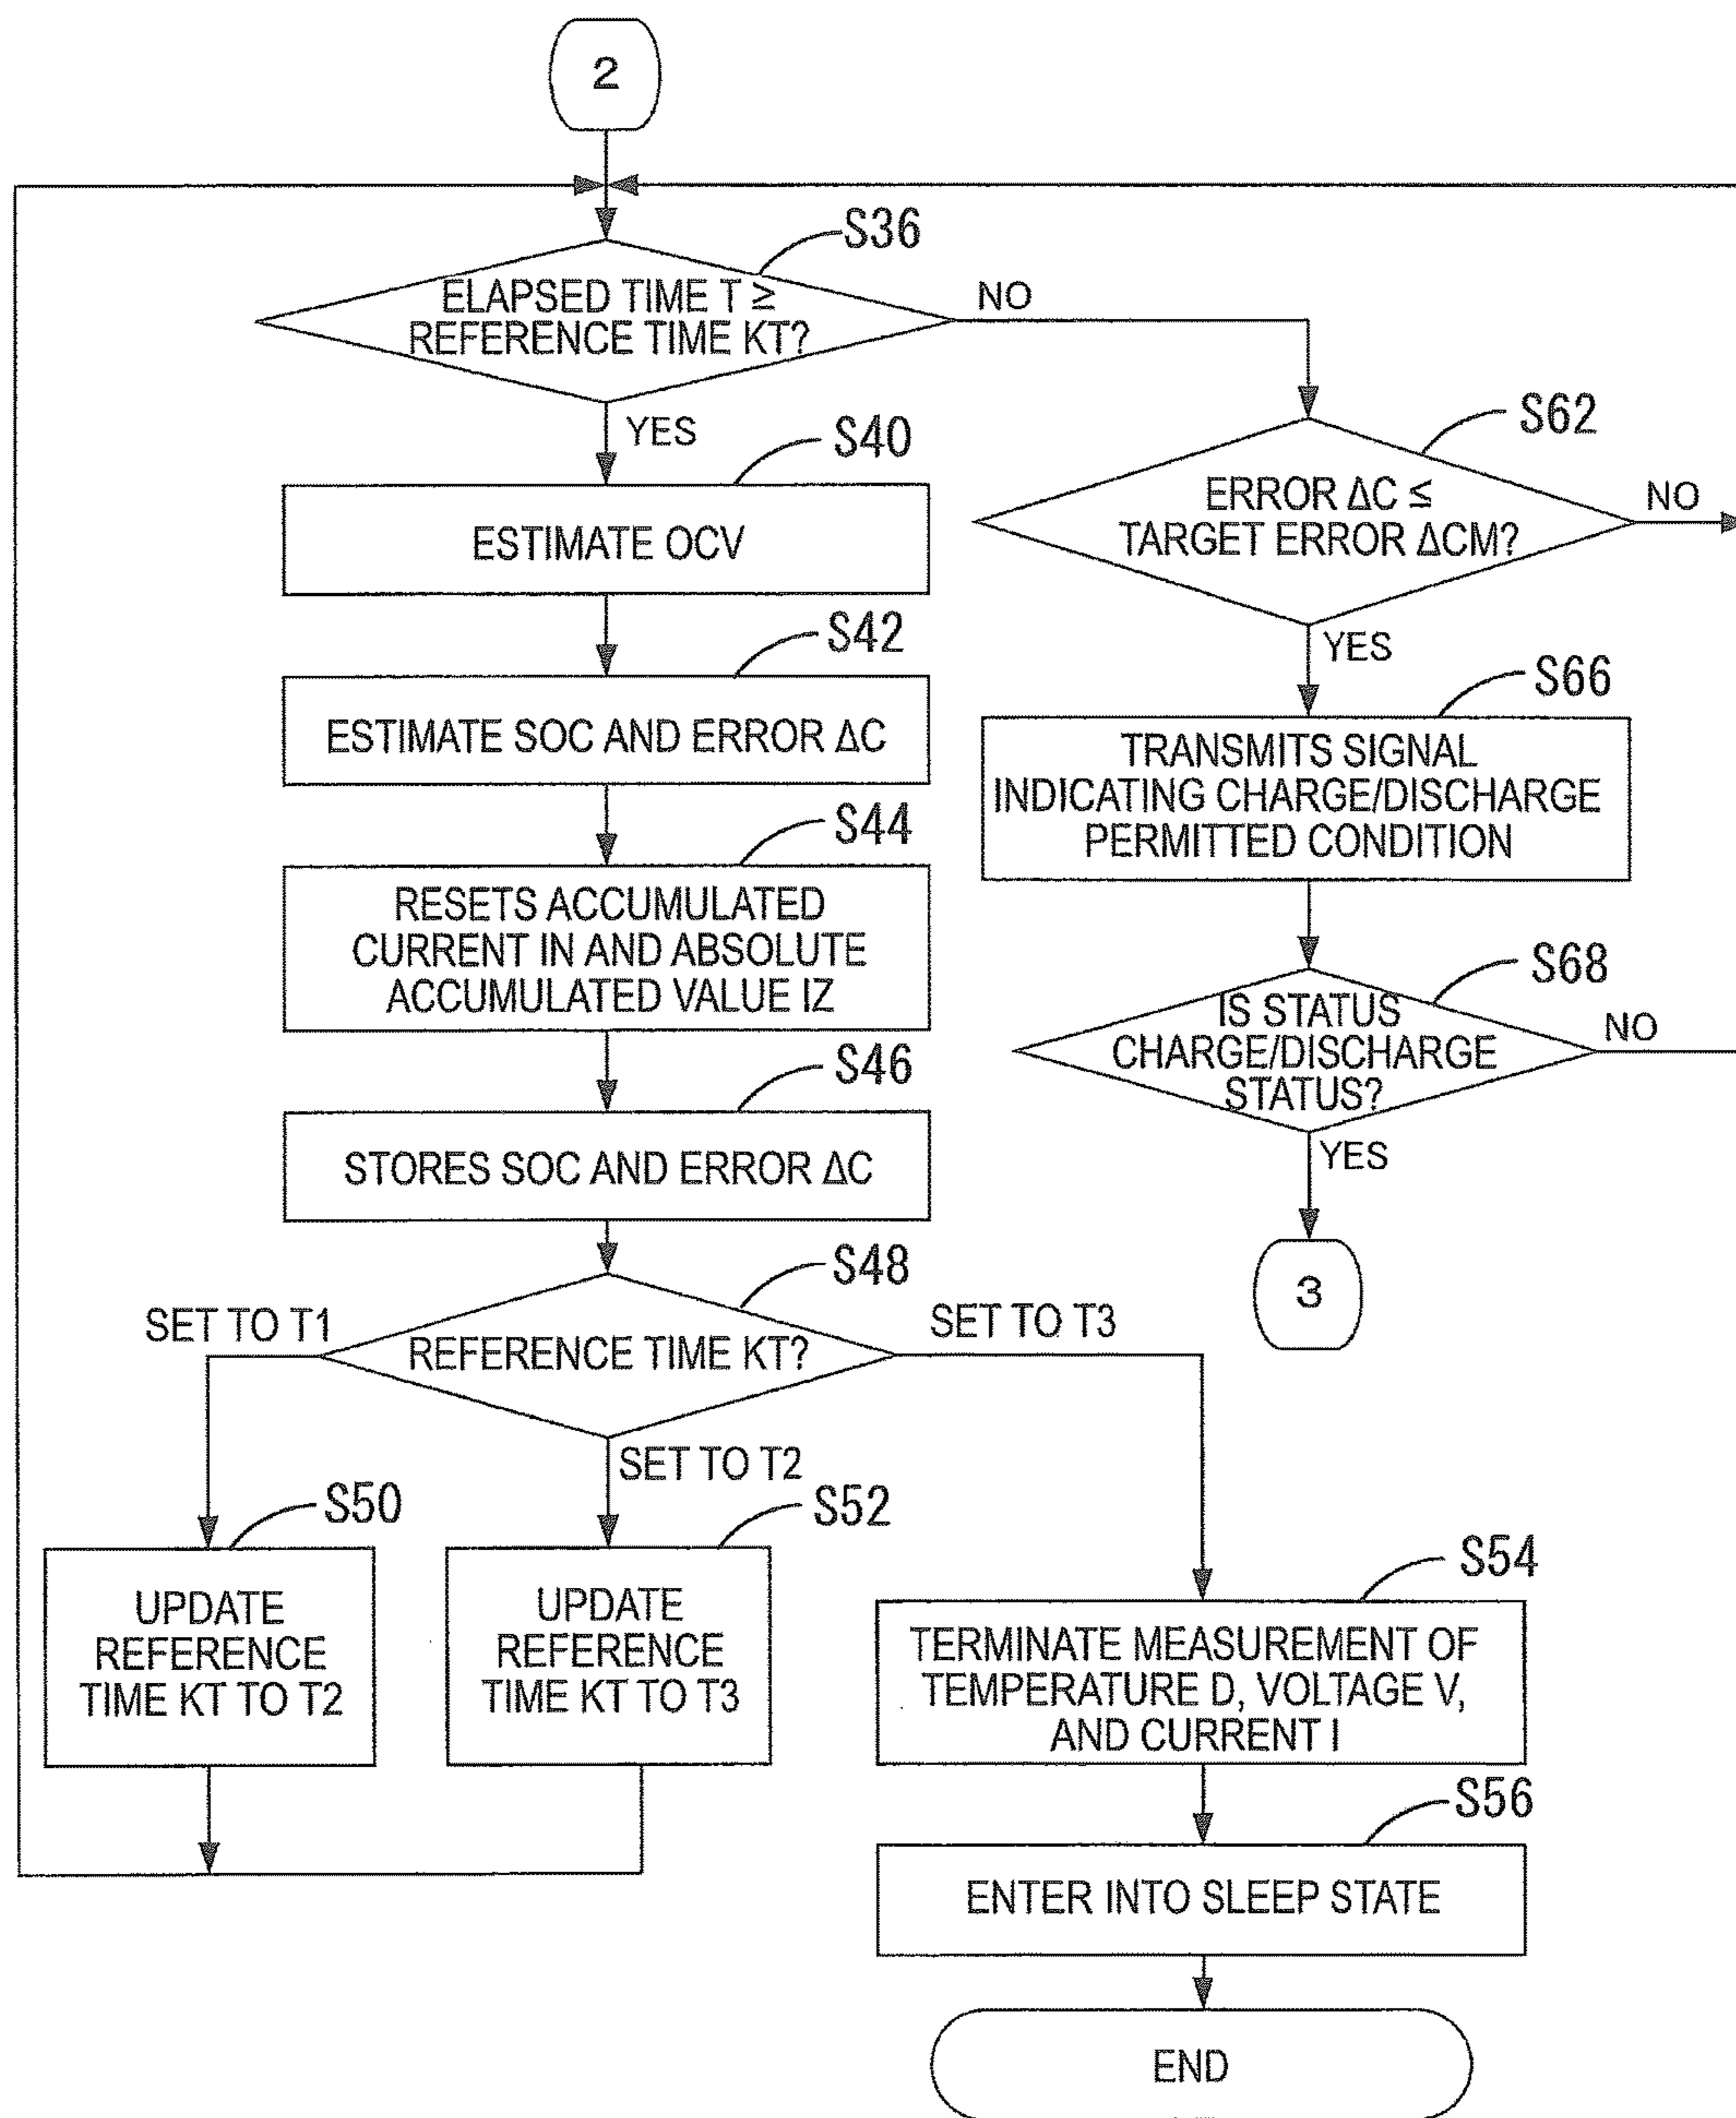 2
S36
ELAPSED TIME T ≥
REFERENCE TIME KT?
NO
YES
S40
ESTIMATE OCV
S42
ESTIMATE SOC AND ERROR ΔC
S44
RESETS ACCUMULATED
CURRENT IN AND ABSOLUTE
ACCUMULATED VALUE IZ
S46
STORES SOC AND ERROR ΔC
S48
REFERENCE TIME KT?
SET TO T1
SET TO T2
SET TO T3
S50
UPDATE
REFERENCE
TIME KT TO T2
S52
UPDATE
REFERENCE
TIME KT TO T3
S54
TERMINATE MEASUREMENT OF
TEMPERATURE D, VOLTAGE V,
AND CURRENT I
S56
ENTER INTO SLEEP STATE
END
S62
ERROR ΔC ≤
TARGET ERROR ΔCM?
NO
YES
S66
TRANSMITS SIGNAL
INDICATING CHARGE/DISCHARGE
PERMITTED CONDITION
S68
IS STATUS
CHARGE/DISCHARGE
STATUS?
NO
YES
3